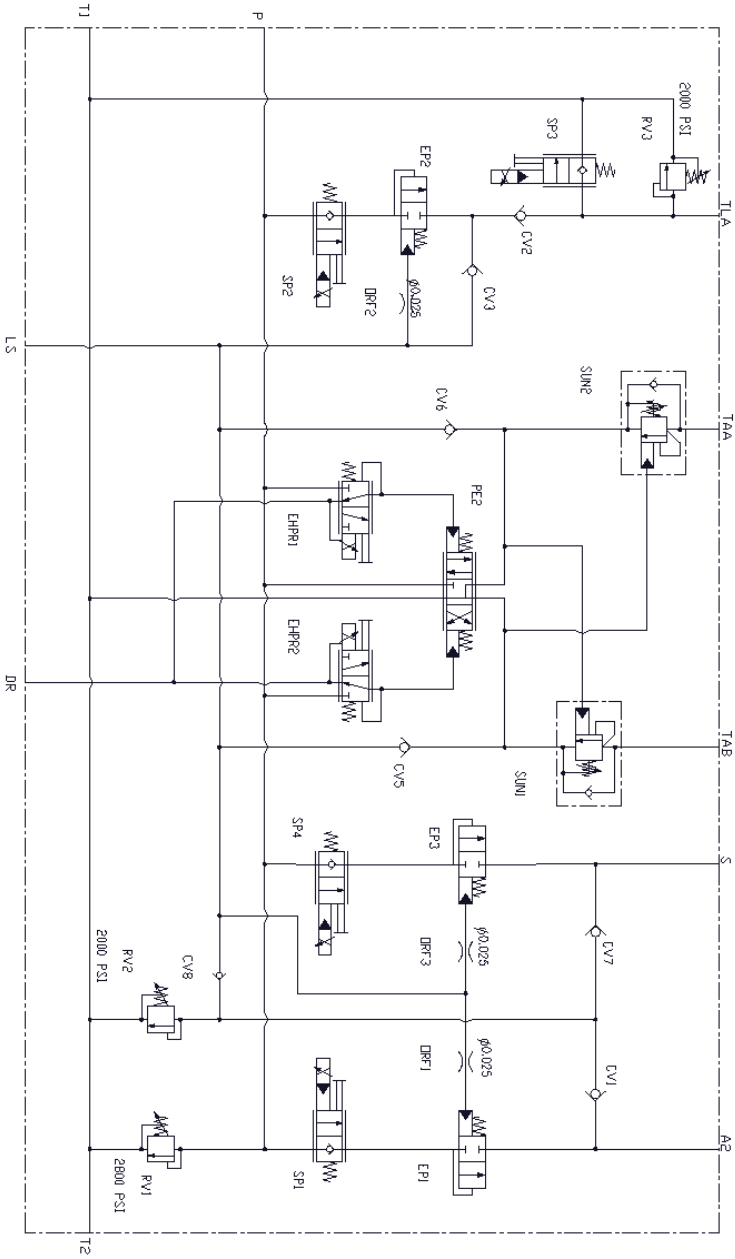 TLA
TAA
TAB
S
A2
2000 PSI
RV3
CV7
CV1
SUN2
SP3
CV2
SUN1
CV3
ø0.025
ø0.025
PE2
CV6
EP2
EP3
ORF3
ORF1
EP1
ø0.025
ORF2
CV5
SP2
EHPR1
EHPR2
SP4
SP1
P
CV8
RV2
2000 PSI
RV1
2800 PSI
T1
T2
LS
DR